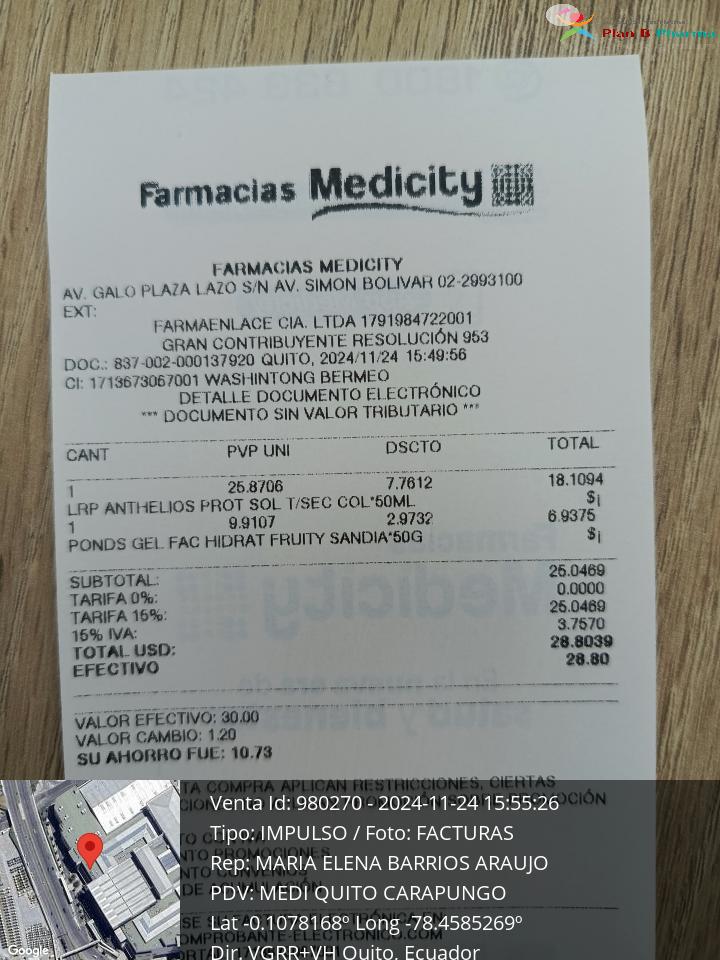 Plan B Pharma
Farmacias Medicity
FARMACIAS MEDICITY
AV. GALO PLAZA LAZO S/N AV. SIMON BOLIVAR 02-2993100
EXT:
FARMAENLACE CIA. LTDA 1791984722001
GRAN CONTRIBUYENTE RESOLUCIÓN 953
DOC.: 837-002-000137920 QUITO, 2024/11/24 15:49:56
CI: 1713673067001 WASHINTONG BERMEO
DETALLE DOCUMENTO ELECTRÓNICO
*** DOCUMENTO SIN VALOR TRIBUTARIO ***
CANT PVP UNI DSCTO TOTAL
1 25.8706 7.7612 18.1094
LRP ANTHELIOS PROT SOL T/SEC COL*50ML $¡
1 9.9107 2.9732 6.9375
PONDS GEL FAC HIDRAT FRUITY SANDIA*50G $¡
SUBTOTAL: 25.0469
TARIFA 0%: 0.0000
TARIFA 15%: 25.0469
15% IVA: 3.7570
TOTAL USD: 28.8039
EFECTIVO 28.80
VALOR EFECTIVO: 30.00
VALOR CAMBIO: 1.20
SU AHORRO FUE: 10.73
TA COMPRA APLICAN RESTRICCIONES, CIERTAS
Venta Id: 980270 - 2024-11-24 15:55:26
Tipo: IMPULSO / Foto: FACTURAS
Rep: MARIA ELENA BARRIOS ARAUJO
PDV: MEDI QUITO CARAPUNGO
Lat -0.1078168º Long -78.4585269º
Dir. VGRR+VH Quito, Ecuador
Google